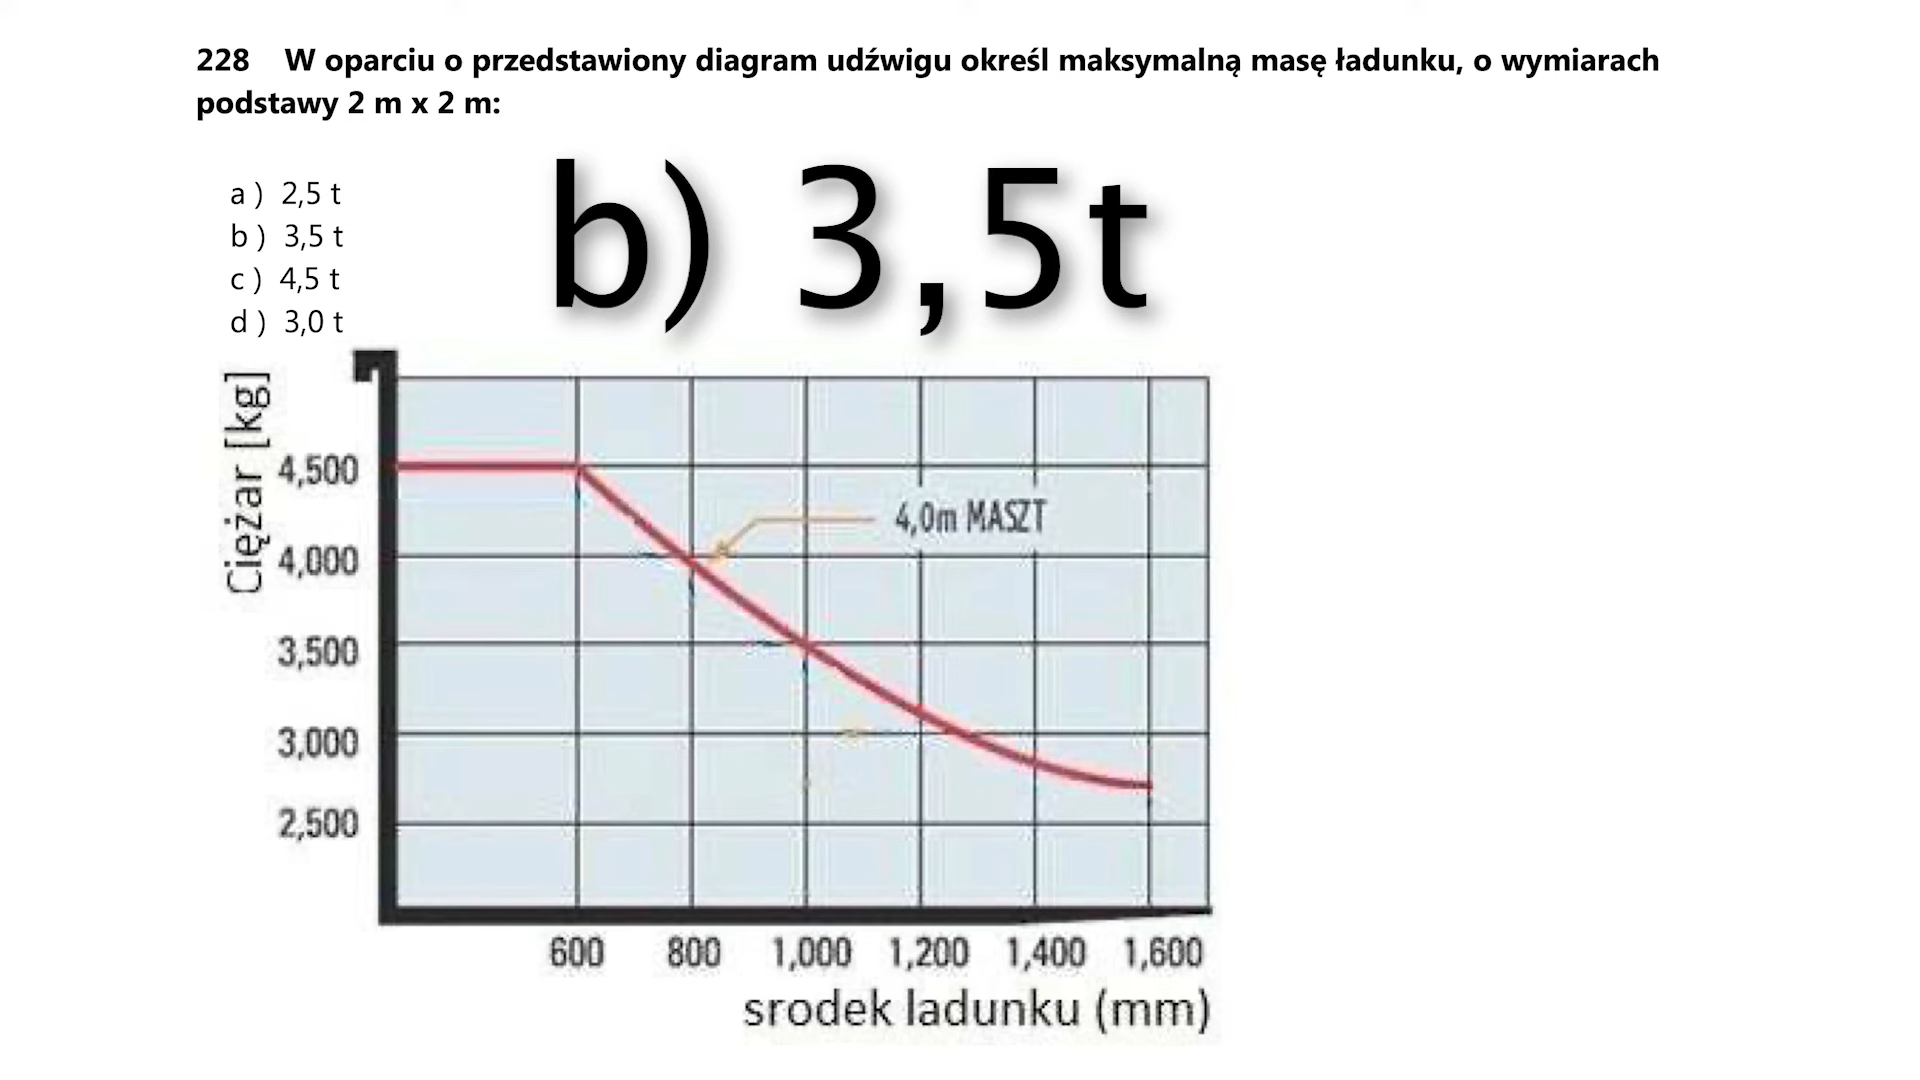 228 W oparciu o przedstawiony diagram udźwigu określ maksymalną masę ładunku, o wymiarach
podstawy 2 m x 2 m:
a) 2,5 t
b) 3,5 t
c) 4,5 t
d) 3,0 t
b) 3,5t
Ciężar [kg]
4,500
4,000
3,500
3,000
2,500
4,0m MASZT
600 800 1,000 1,200 1,400 1,600
srodek ladunku (mm)